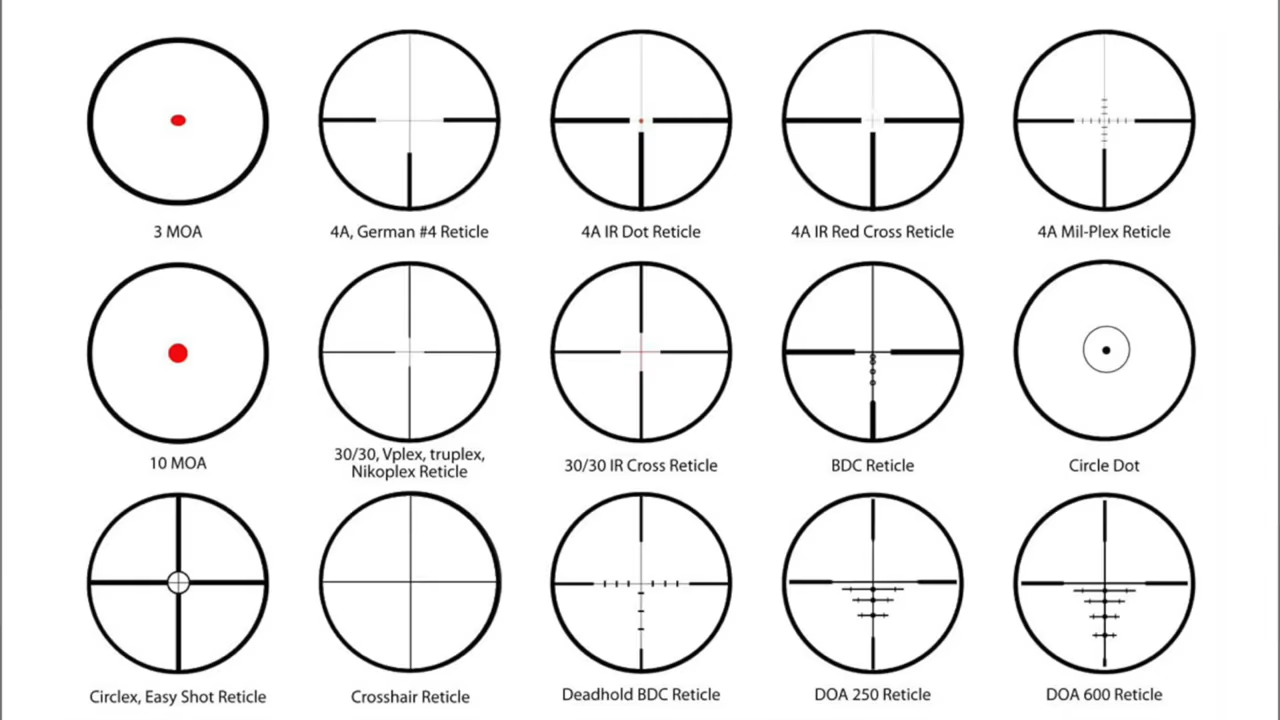 3 MOA
4A, German #4 Reticle
4A IR Dot Reticle
4A IR Red Cross Reticle
4A Mil-Plex Reticle
10 MOA
30/30, Vplex, truplex,
Nikoplex Reticle
30/30 IR Cross Reticle
BDC Reticle
Circle Dot
Circlex, Easy Shot Reticle
Crosshair Reticle
Deadhold BDC Reticle
DOA 250 Reticle
DOA 600 Reticle